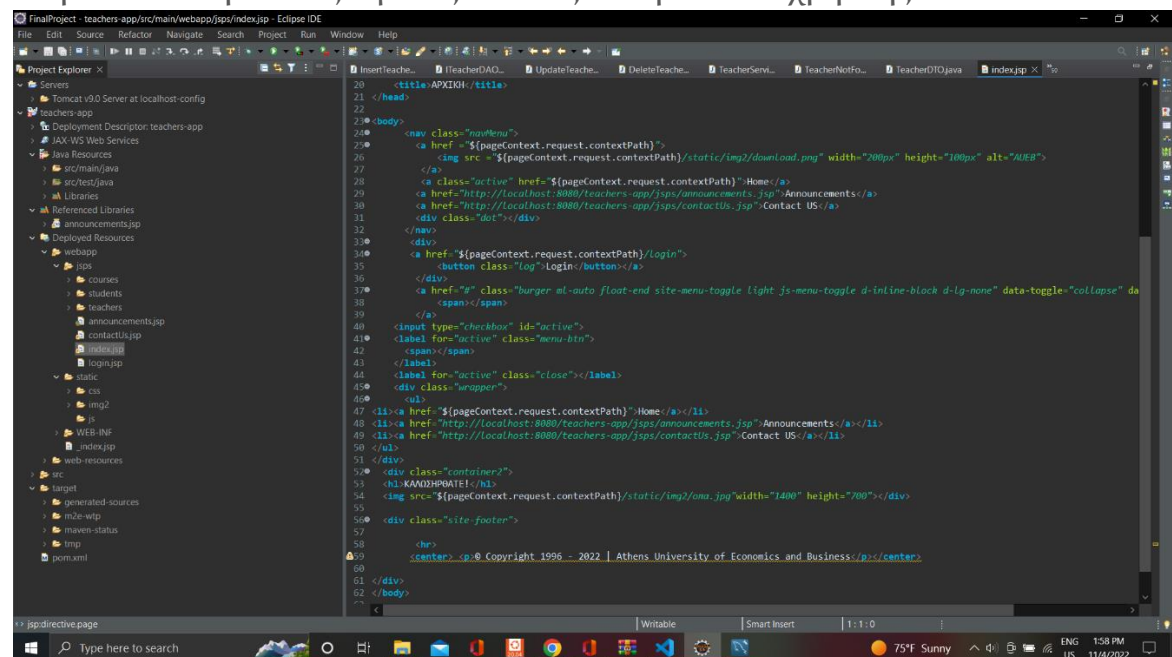 FinalProject - teachers-app/src/main/webapp/jsps/index.jsp - Eclipse IDE
File Edit Source Refactor Navigate Search Project Run Window Help
Project Explorer
InsertTeache... ITeacherDAO... UpdateTeache... DeleteTeache... TeacherServi... TeacherNotFo... TeacherDTO.java index.jsp
Servers
Tomcat v9.0 Server at localhost-config
teachers-app
Deployment Descriptor: teachers-app
JAX-WS Web Services
Java Resources
src/main/java
src/test/java
Libraries
Referenced Libraries
announcements.jsp
Deployed Resources
webapp
jsps
courses
students
teachers
announcements.jsp
contactUs.jsp
index.jsp
login.jsp
static
css
img2
js
WEB-INF
_index.jsp
web-resources
src
target
generated-sources
m2e-wtp
maven-status
tmp
pom.xml
20 <title>ΑΡΧΙΚΗ</title>
21 </head>
22
23 <body>
24 <nav class="navMenu">
25 <a href ="${pageContext.request.contextPath}">
26 <img src ="${pageContext.request.contextPath}/static/img2/download.png" width="200px" height="100px" alt="AUEB">
27 </a>
28 <a class="active" href="${pageContext.request.contextPath}">Home</a>
29 <a href="http://localhost:8080/teachers-app/jsps/announcements.jsp">Announcements</a>
30 <a href="http://localhost:8080/teachers-app/jsps/contactUs.jsp">Contact US</a>
31 <div class="dot"></div>
32 </nav>
33 <div>
34 <a href="${pageContext.request.contextPath}/login">
35 <button class="log">Login</button></a>
36 </div>
37 <a href="#" class="burger ml-auto float-end site-menu-toggle light js-menu-toggle d-inline-block d-lg-none" data-toggle="collapse" da
38 <span></span>
39 </a>
40 <input type="checkbox" id="active">
41 <label for="active" class="menu-btn">
42 <span></span>
43 </label>
44 <label for="active" class="close"></label>
45 <div class="wrapper">
46 <ul>
47 <li><a href="${pageContext.request.contextPath}">Home</a></li>
48 <li><a href="http://localhost:8080/teachers-app/jsps/announcements.jsp">Announcements</a></li>
49 <li><a href="http://localhost:8080/teachers-app/jsps/contactUs.jsp">Contact US</a></li>
50 </ul>
51 </div>
52 <div class="container2">
53 <h1>ΚΑΛΩΣΗΡΘΑΤΕ!</h1>
54 <img src="${pageContext.request.contextPath}/static/img2/opa.jpg"width="1400" height="700"></div>
55
56 <div class="site-footer">
57
58 <hr>
59 <center> <p>© Copyright 1996 - 2022 | Athens University of Economics and Business</p></center>
60
61 </div>
62 </body>
jsp:directive.page Writable Smart Insert 1 : 1 : 0
Type here to search 75°F Sunny ENG 1:58 PM
US 11/4/2022